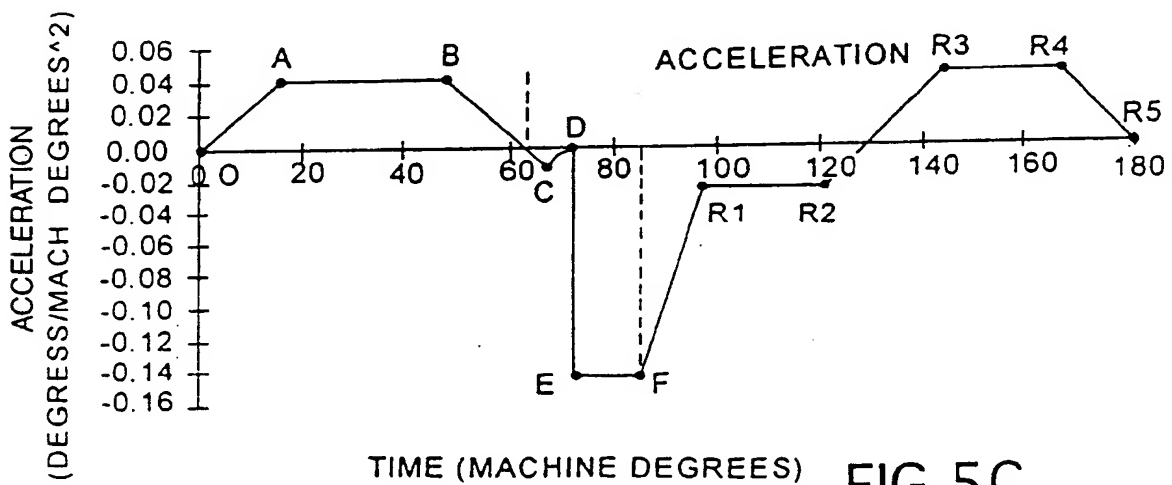 ACCELERATION
(DEGRESS/MACH DEGREES^2)
0.06
0.04
0.02
0.00
-0.02
-0.04
-0.06
-0.08
-0.10
-0.12
-0.14
-0.16
A
B
ACCELERATION
R3
R4
R5
D
C
O
20
40
60
80
100
120
140
160
180
R1
R2
E
F
TIME (MACHINE DEGREES)
FIG. 5C